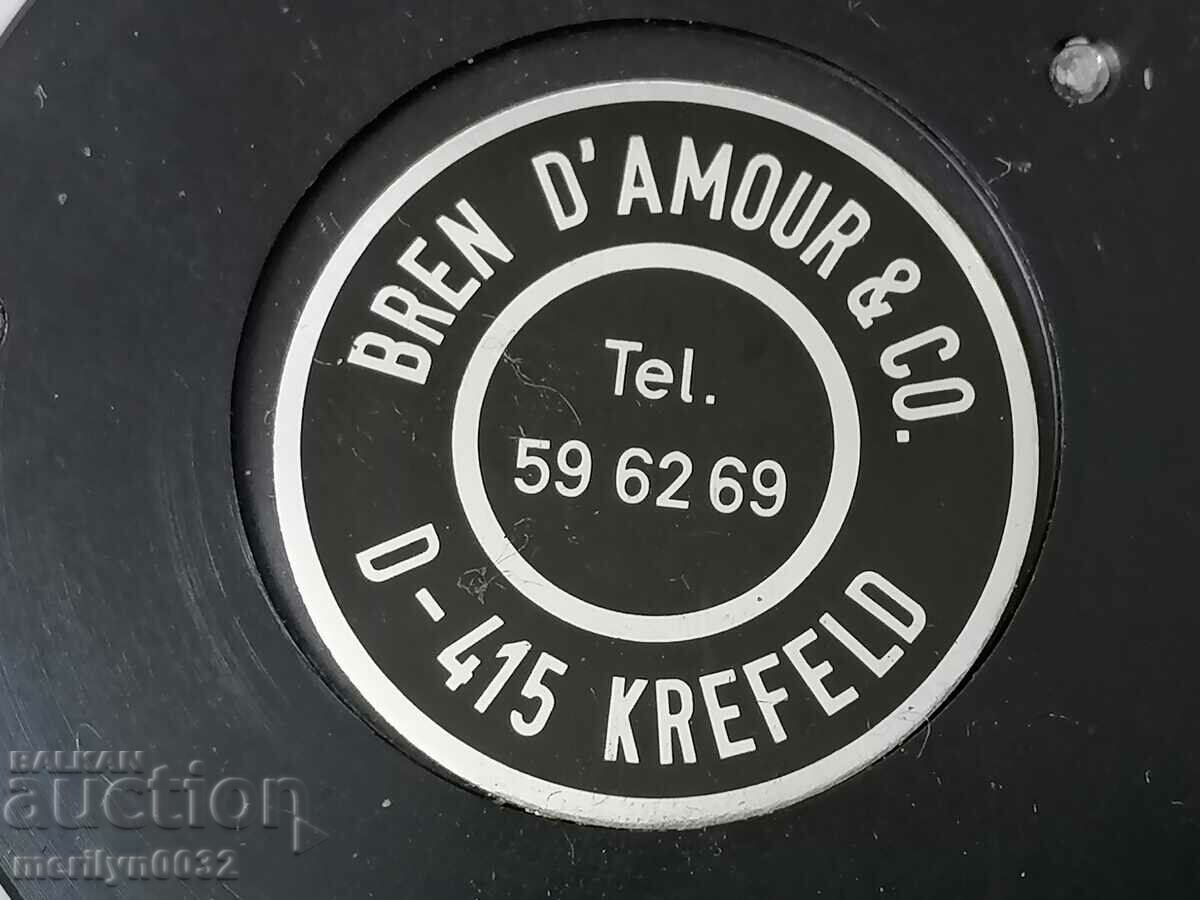 BREN D'AMOUR & CO.
Tel.
59 62 69
D-415 KREFELD
BALKAN
auction
merilyn0032